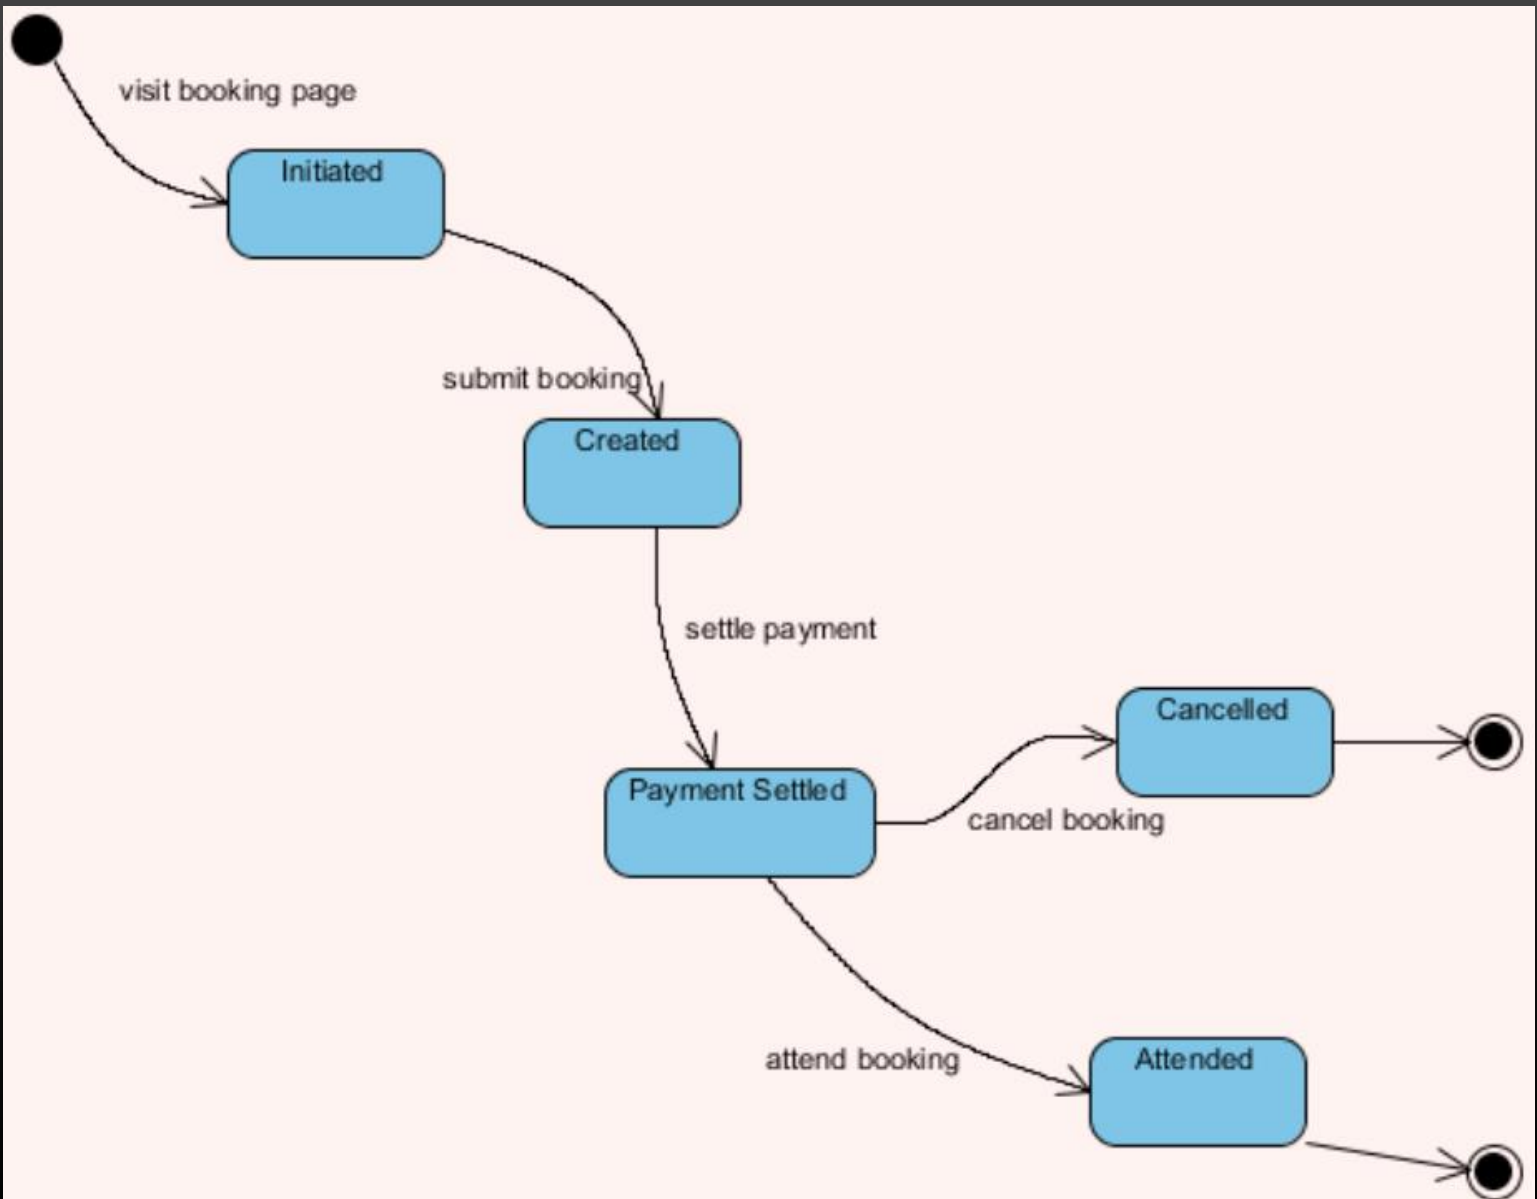 visit booking page
Initiated
submit booking
Created
settle payment
Cancelled
Payment Settled
cancel booking
attend booking
Attended